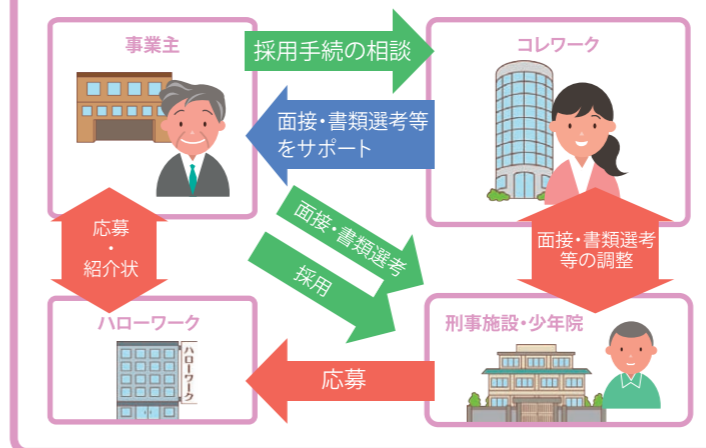 事業主
採用手続の相談
コレワーク
面接・書類選考等
をサポート
応募
・
紹介状
面接・書類選考
採用
面接・書類選考
等の調整
ハローワーク
ハローワーク
刑事施設・少年院
応募